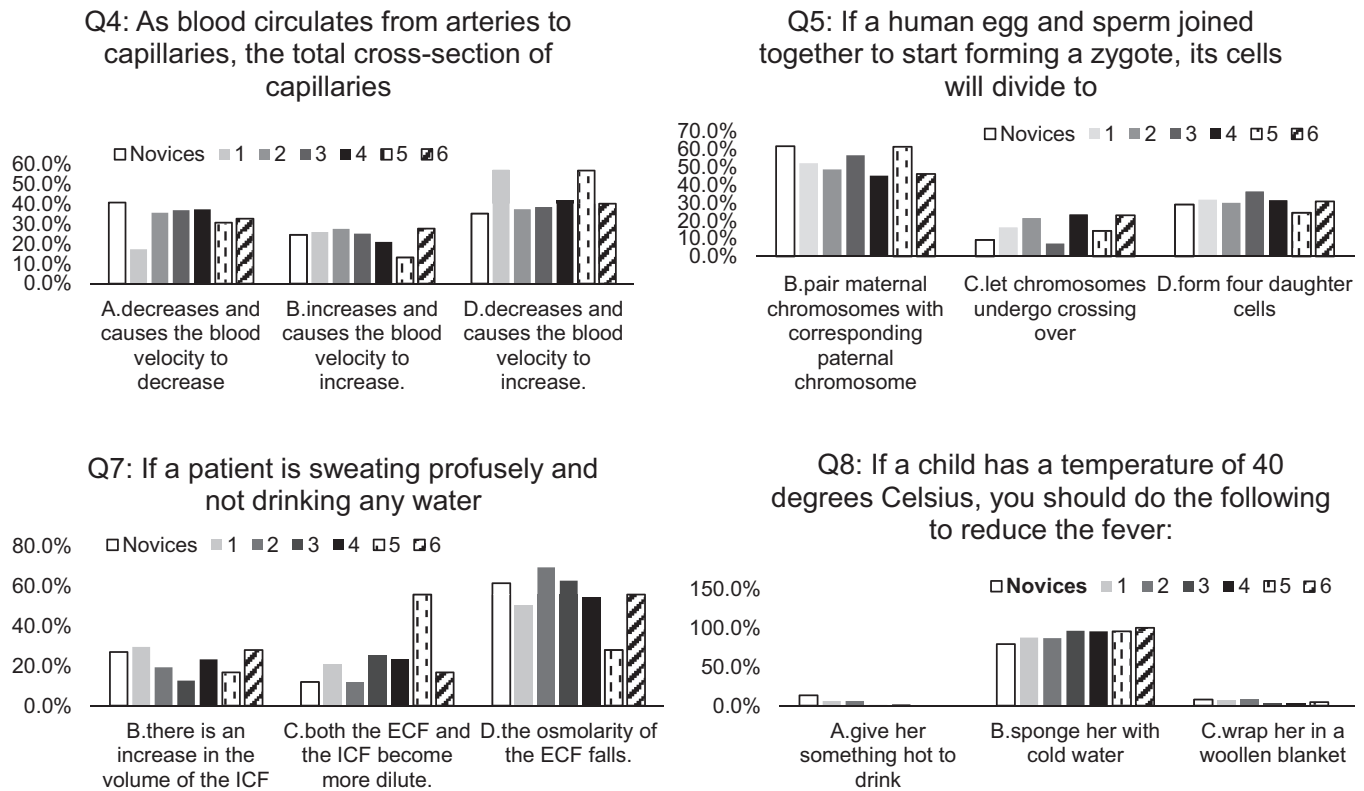 Q4: As blood circulates from arteries to
capillaries, the total cross-section of
capillaries
Novices 1 2 3 4 5 6
60.0%
50.0%
40.0%
30.0%
20.0%
10.0%
0.0%
A.decreases and
causes the blood
velocity to
decrease
B.increases and
causes the blood
velocity to
increase.
D.decreases and
causes the blood
velocity to
increase.
Q5: If a human egg and sperm joined
together to start forming a zygote, its cells
will divide to
70.0%
60.0%
50.0%
40.0%
30.0%
20.0%
10.0%
0.0%
Novices 1 2 3 4 5 6
B.pair maternal
chromosomes with
corresponding
paternal
chromosome
C.let chromosomes
undergo crossing
over
D.form four daughter
cells
Q7: If a patient is sweating profusely and
not drinking any water
80.0%
60.0%
40.0%
20.0%
0.0%
Novices 1 2 3 4 5 6
B.there is an
increase in the
volume of the ICF
C.both the ECF and
the ICF become
more dilute.
D.the osmolarity of
the ECF falls.
Q8: If a child has a temperature of 40
degrees Celsius, you should do the following
to reduce the fever:
150.0%
100.0%
50.0%
0.0%
Novices 1 2 3 4 5 6
A.give her
something hot to
drink
B.sponge her with
cold water
C.wrap her in a
woollen blanket